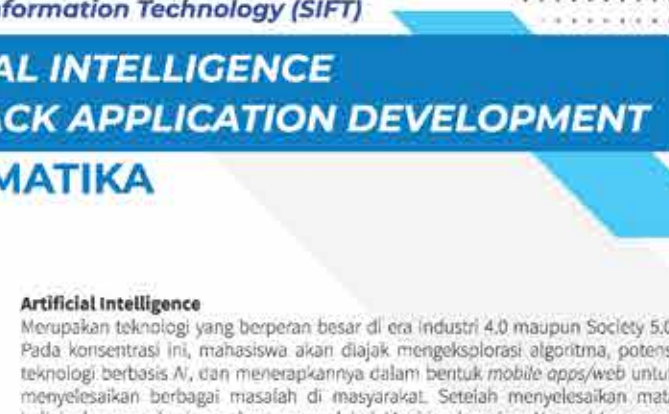 formation Technology (SIFT)
AL INTELLIGENCE
ACK APPLICATION DEVELOPMENT
MATIKA
Artificial Intelligence
Merupakan teknologi yang berperan besar di era industri 4.0 maupun Society 5.0
Pada konsentrasi ini, mahasiswa akan diajak mengeksplorasi algoritma, potens
teknologi berbasis AI, dan menerapkannya dalam bentuk mobile apps/web untu
menyelesaikan berbagai masalah di masyarakat. Setelah menyelesaikan mat